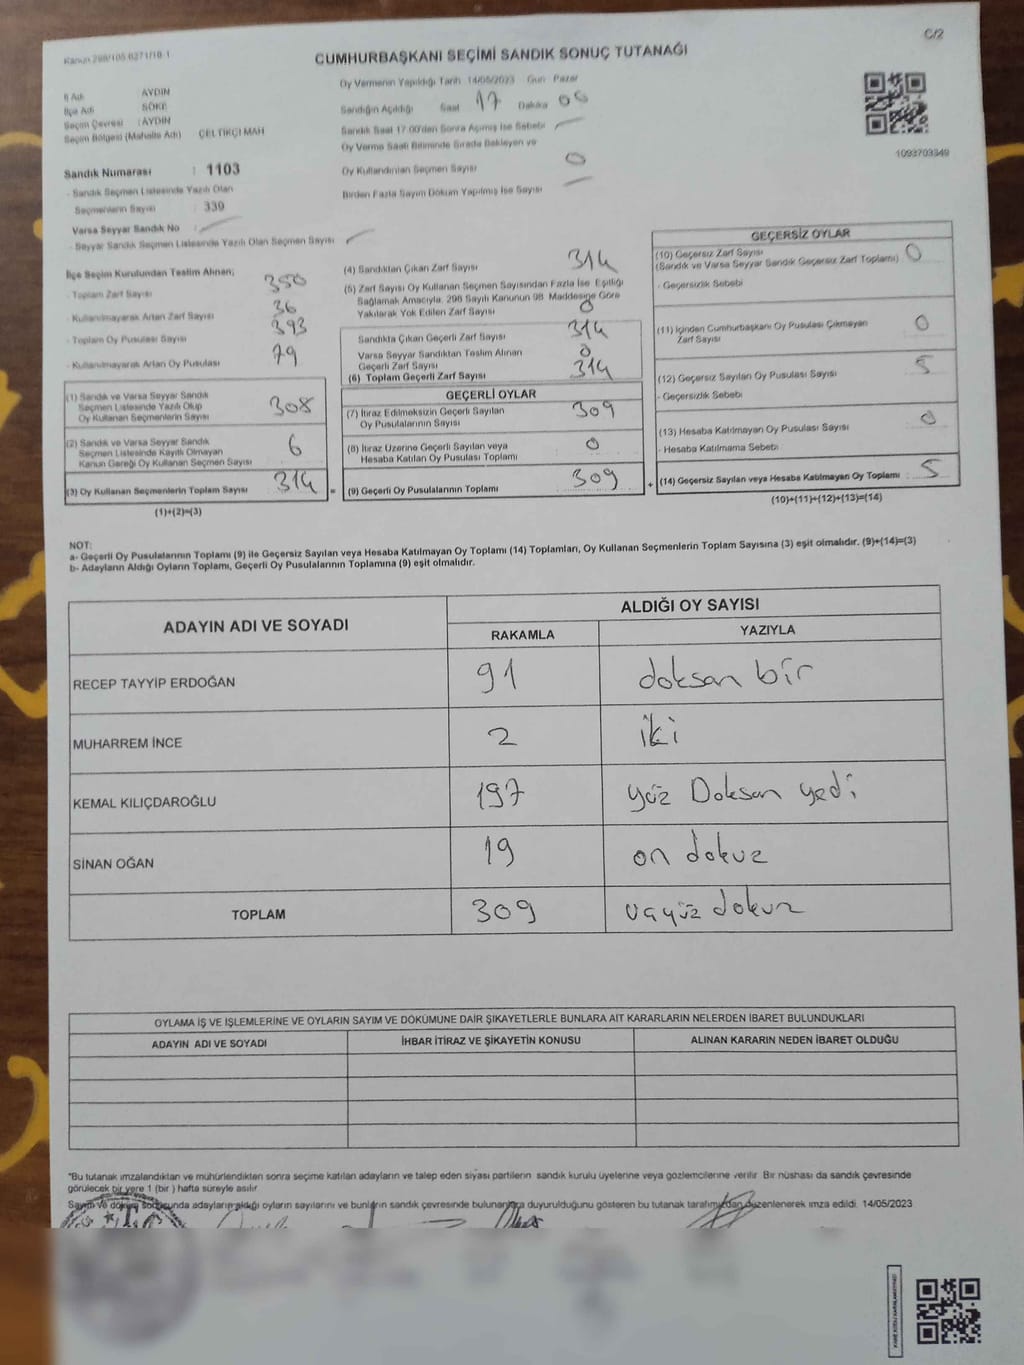 Kanun 298/105-6271/18-1
C/2
CUMHURBAŞKANI SEÇİMİ SANDIK SONUÇ TUTANAĞI
Oy Vermenin Yapıldığı Tarih 14/05/2023 Gün Pazar
İl Adı AYDIN
İlçe Adı SÖKE
Seçim Çevresi : AYDIN
Seçim Bölgesi (Mahalle Adı) ÇELTİKÇİ MAH
Sandık Numarası : 1103
- Sandık Seçmen Listesinde Yazılı Olan
Seçmenlerin Sayısı : 339
Varsa Seyyar Sandık No
- Seyyar Sandık Seçmen Listesinde Yazılı Olan Seçmen Sayısı
Sandığın Açıldığı Saat 17 Dakika 05
Sandık Saat 17.00'den Sonra Açılmış İse Sebebi
Oy Verme Saati Bitiminde Sırada Bekleyen ve
Oy Kullandırılan Seçmen Sayısı 0
Birden Fazla Sayım Döküm Yapılmış İse Sayısı
1093703349
İlçe Seçim Kurulundan Teslim Alınan;
- Toplam Zarf Sayısı 350
- Kullanılmayarak Artan Zarf Sayısı 36
- Toplam Oy Pusulası Sayısı 393
- Kullanılmayarak Artan Oy Pusulası 79
(1) Sandık ve Varsa Seyyar Sandık
Seçmen Listesinde Yazılı Olup
Oy Kullanan Seçmenlerin Sayısı 308
(2) Sandık ve Varsa Seyyar Sandık
Seçmen Listesinde Kayıtlı Olmayan
Kanun Gereği Oy Kullanan Seçmen Sayısı 6
(3) Oy Kullanan Seçmenlerin Toplam Sayısı 314 =
(1)+(2)=(3)
(4) Sandıktan Çıkan Zarf Sayısı 314
(5) Zarf Sayısı Oy Kullanan Seçmen Sayısından Fazla İse Eşitliği
Sağlamak Amacıyla, 298 Sayılı Kanunun 98. Maddesine Göre
Yakılarak Yok Edilen Zarf Sayısı 0
Sandıkta Çıkan Geçerli Zarf Sayısı 314
Varsa Seyyar Sandıktan Teslim Alınan
Geçerli Zarf Sayısı 0
(6) Toplam Geçerli Zarf Sayısı 314
GEÇERLİ OYLAR
(7) İtiraz Edilmeksizin Geçerli Sayılan
Oy Pusulalarının Sayısı 309
(8) İtiraz Üzerine Geçerli Sayılan veya
Hesaba Katılan Oy Pusulası Toplamı 0
(9) Geçerli Oy Pusulalarının Toplamı 309 +
GEÇERSİZ OYLAR
(10) Geçersiz Zarf Sayısı
(Sandık ve Varsa Seyyar Sandık Geçersiz Zarf Toplamı) 0
- Geçersizlik Sebebi
(11) İçinden Cumhurbaşkanı Oy Pusulası Çıkmayan
Zarf Sayısı 0
(12) Geçersiz Sayılan Oy Pusulası Sayısı 5
- Geçersizlik Sebebi
(13) Hesaba Katılmayan Oy Pusulası Sayısı 0
- Hesaba Katılmama Sebebi
(14) Geçersiz Sayılan veya Hesaba Katılmayan Oy Toplamı 5
(10)+(11)+(12)+(13)=(14)
NOT:
a- Geçerli Oy Pusulalarının Toplamı (9) ile Geçersiz Sayılan veya Hesaba Katılmayan Oy Toplamı (14) Toplamları, Oy Kullanan Seçmenlerin Toplam Sayısına (3) eşit olmalıdır. (9)+(14)=(3)
b- Adayların Aldığı Oyların Toplamı, Geçerli Oy Pusulalarının Toplamına (9) eşit olmalıdır.
ADAYIN ADI VE SOYADI
ALDIĞI OY SAYISI
RAKAMLA YAZIYLA
RECEP TAYYİP ERDOĞAN 91 doksan bir
MUHARREM İNCE 2 iki
KEMAL KILIÇDAROĞLU 197 yüz Doksan yedi
SİNAN OĞAN 19 on dokuz
TOPLAM 309 üçyüz dokuz
OYLAMA İŞ VE İŞLEMLERİNE VE OYLARIN SAYIM VE DÖKÜMÜNE DAİR ŞİKAYETLERLE BUNLARA AİT KARARLARIN NELERDEN İBARET BULUNDUKLARI
ADAYIN ADI VE SOYADI İHBAR İTİRAZ VE ŞİKAYETİN KONUSU ALINAN KARARIN NEDEN İBARET OLDUĞU
*Bu tutanak imzalandıktan ve mühürlendikten sonra seçime katılan adayların ve talep eden siyasi partilerin sandık kurulu üyelerine veya gözlemcilerine verilir. Bir nüshası da sandık çevresinde
görülecek bir yere 1 (bir) hafta süreyle asılır.
Sayım ve döküm sonucunda adayların aldığı oyların sayılarını ve bunların sandık çevresinde bulunanlara duyurulduğunu gösteren bu tutanak tarafımızdan düzenlenerek imza edildi. 14/05/2023